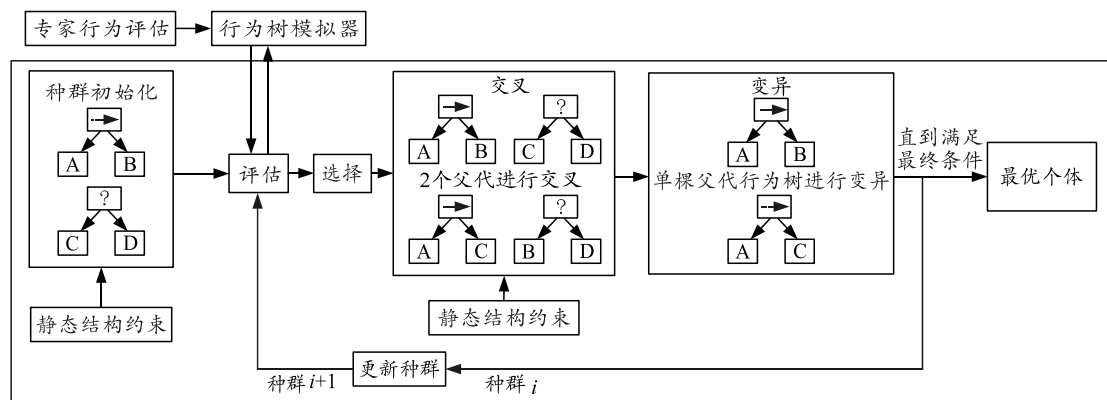 专家行为评估
行为树模拟器
种群初始化
A
B
?
C
D
静态结构约束
评估
选择
交叉
?
A
B
C
D
2个父代进行交叉
?
A
C
B
D
静态结构约束
变异
A
B
单棵父代行为树进行变异
A
C
直到满足
最终条件
最优个体
种群i+1
更新种群
种群i